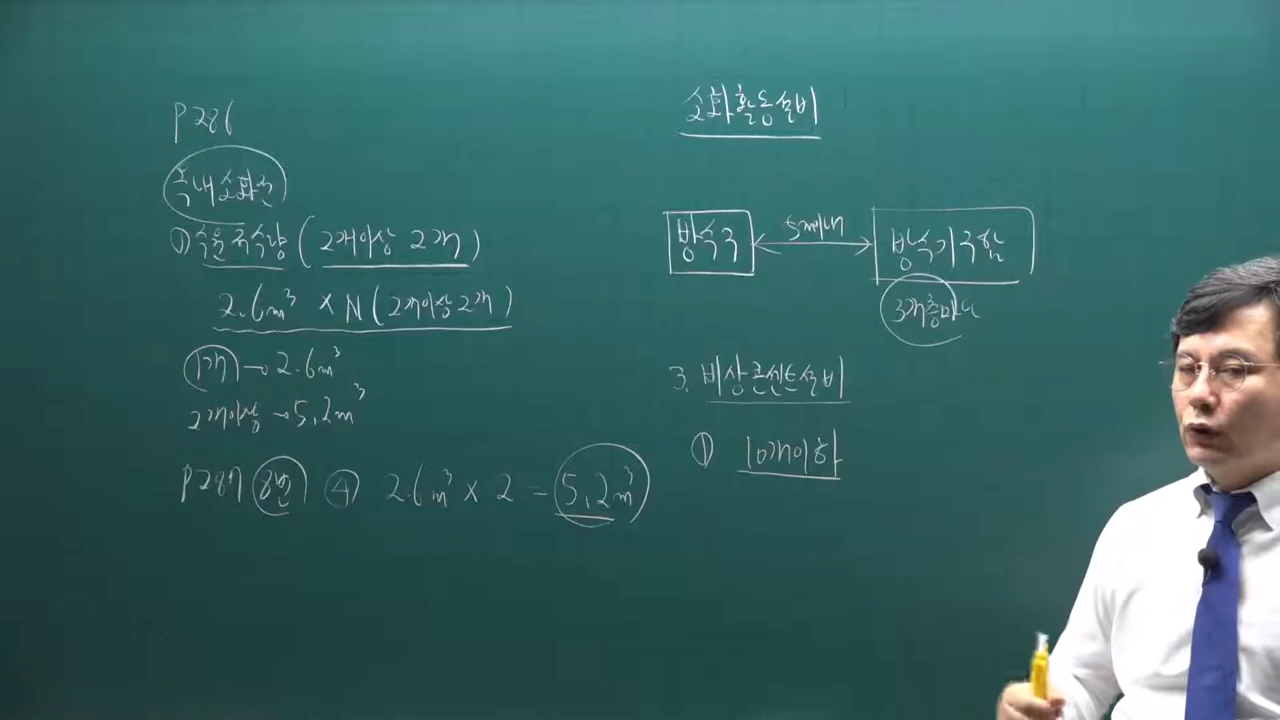 P286
옥내소화전
① 수원 저수량 (2개이상 2개)
2.6m³ × N (2개이상 2개)
1개 → 2.6m³
2개이상 → 5.2m³
P287 8번 ④ 2.6m³ × 2 = 5.2m³
소화활동설비
방수구 5m이내 방수기구함
3개층마다
3. 비상콘센트설비
① 10개이하